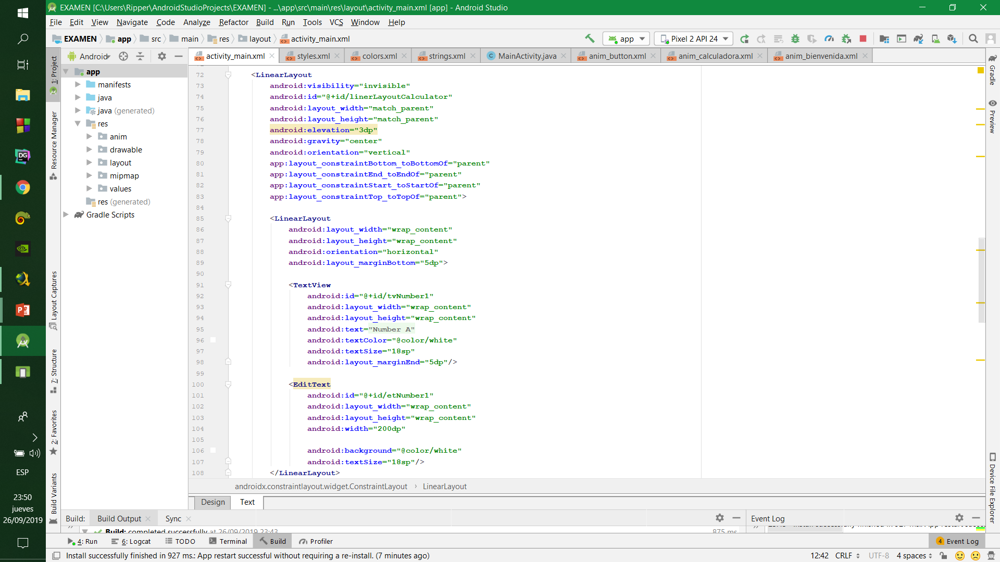 EXAMEN [C:\Users\Ripper\AndroidStudioProjects\EXAMEN] - ...\app\src\main\res\layout\activity_main.xml [app] - Android Studio
File Edit View Navigate Code Analyze Refactor Build Run Tools VCS Window Help
EXAMEN app src main res layout activity_main.xml
app Pixel 2 API 24
Android
activity_main.xml styles.xml colors.xml strings.xml MainActivity.java anim_button.xml anim_calculadora.xml anim_bienvenida.xml
app
manifests
java
java (generated)
res
anim
drawable
layout
mipmap
values
res (generated)
Gradle Scripts
1: Project
Resource Manager
Layout Captures
7: Structure
2: Favorites
Build Variants
72 <LinearLayout
73 android:visibility="invisible"
74 android:id="@+id/linerLayoutCalculator"
75 android:layout_width="match_parent"
76 android:layout_height="match_parent"
77 android:elevation="3dp"
78 android:gravity="center"
79 android:orientation="vertical"
80 app:layout_constraintBottom_toBottomOf="parent"
81 app:layout_constraintEnd_toEndOf="parent"
82 app:layout_constraintStart_toStartOf="parent"
83 app:layout_constraintTop_toTopOf="parent">
84
85 <LinearLayout
86 android:layout_width="wrap_content"
87 android:layout_height="wrap_content"
88 android:orientation="horizontal"
89 android:layout_marginBottom="5dp">
90
91 <TextView
92 android:id="@+id/tvNumber1"
93 android:layout_width="wrap_content"
94 android:layout_height="wrap_content"
95 android:text="Number A"
96 android:textColor="@color/white"
97 android:textSize="18sp"
98 android:layout_marginEnd="5dp"/>
99
100 <EditText
101 android:id="@+id/etNumber1"
102 android:layout_width="wrap_content"
103 android:layout_height="wrap_content"
104 android:width="200dp"
105
106 android:background="@color/white"
107 android:textSize="18sp"/>
108 </LinearLayout>
androidx.constraintlayout.widget.ConstraintLayout › LinearLayout
Design Text
Gradle
Preview
Device File Explorer
Build: Build Output Sync
Event Log
Build: completed successfully at 26/09/2019 23:43 875 ms
4: Run 6: Logcat TODO Terminal Build Profiler
4 Event Log
Install successfully finished in 927 ms.: App restart successful without requiring a re-install. (7 minutes ago)
12:42 CRLF UTF-8 4 spaces
DG
ESP
23:50
jueves
26/09/2019